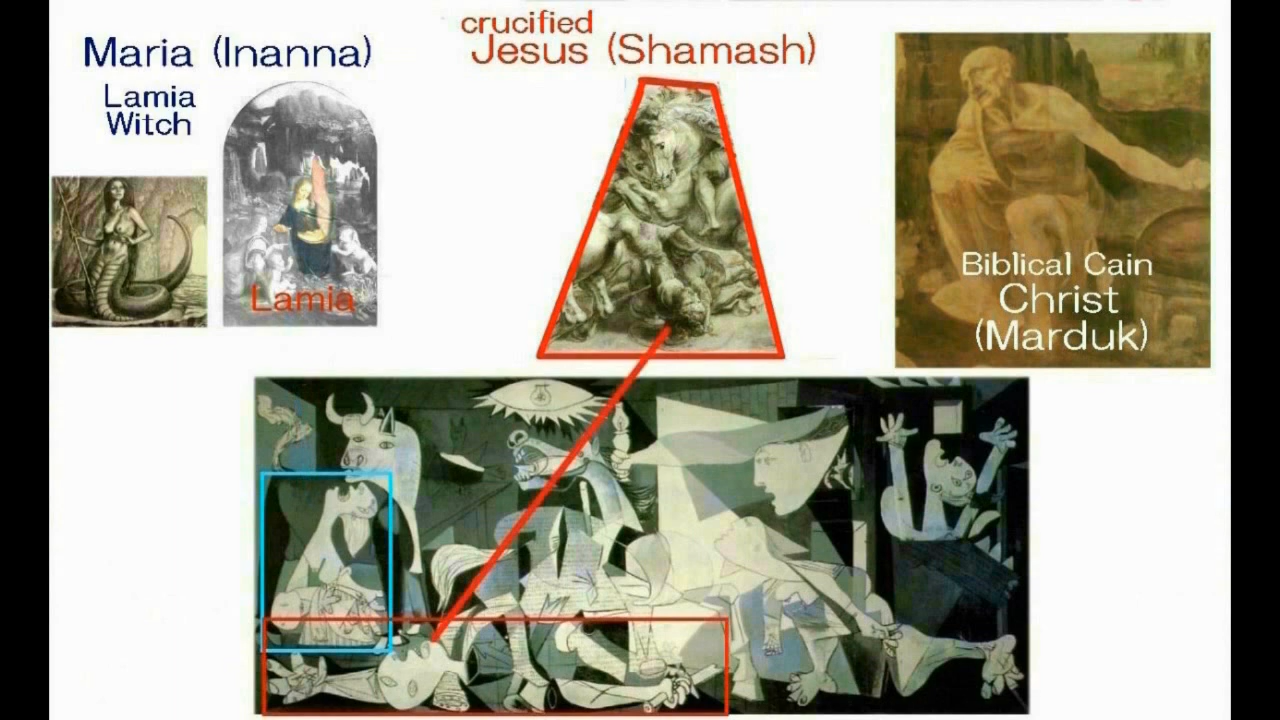 Maria (Inanna)
Lamia
Witch
Lamia
crucified
Jesus (Shamash)
Biblical Cain
Christ
(Marduk)